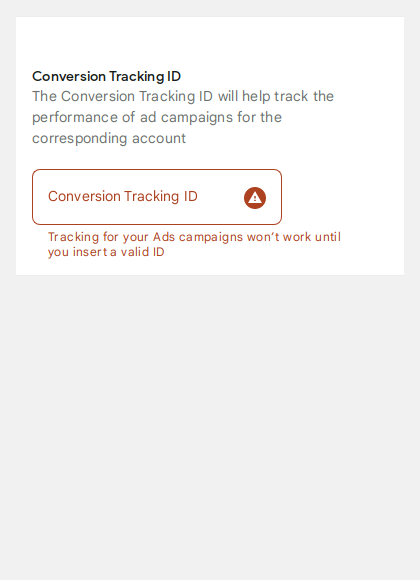 Conversion Tracking ID
The Conversion Tracking ID will help track the
performance of ad campaigns for the
corresponding account
Conversion Tracking ID
Tracking for your Ads campaigns won’t work until
you insert a valid ID